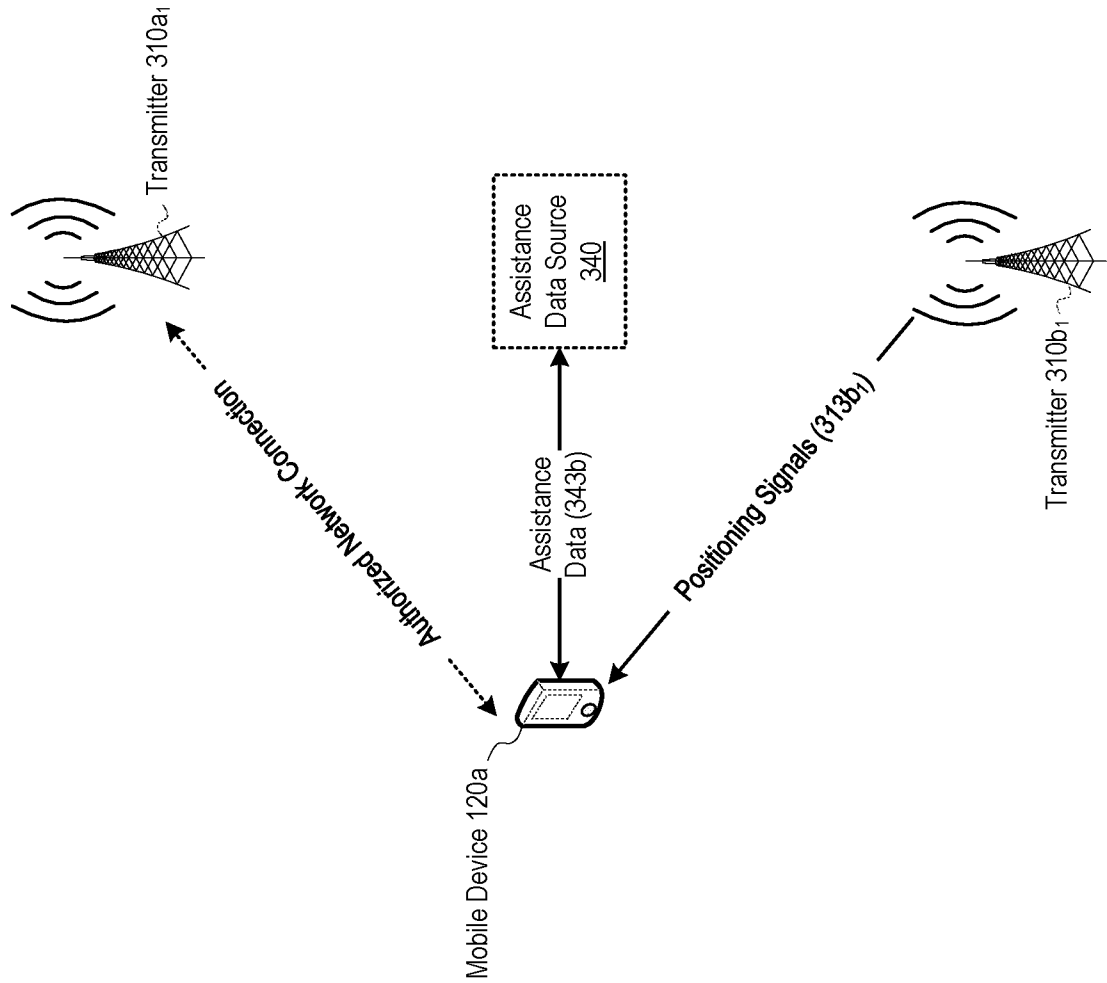 Transmitter 310a₁
Authorized Network Connection
Assistance
Data Source
340
Assistance
Data (343b)
Mobile Device 120a
Positioning Signals (313b₁)
Transmitter 310b₁